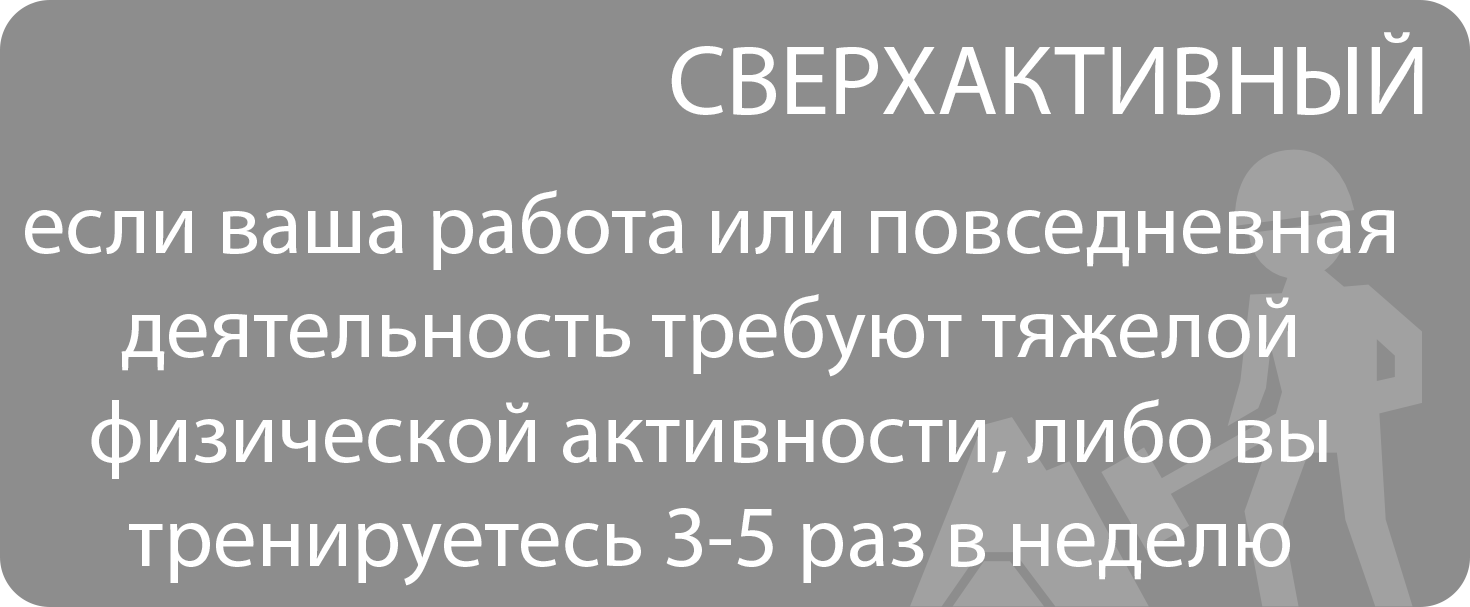 СВЕРХАКТИВНЫЙ
если ваша работа или повседневная
деятельность требуют тяжелой
физической активности, либо вы
тренируетесь 3-5 раз в неделю